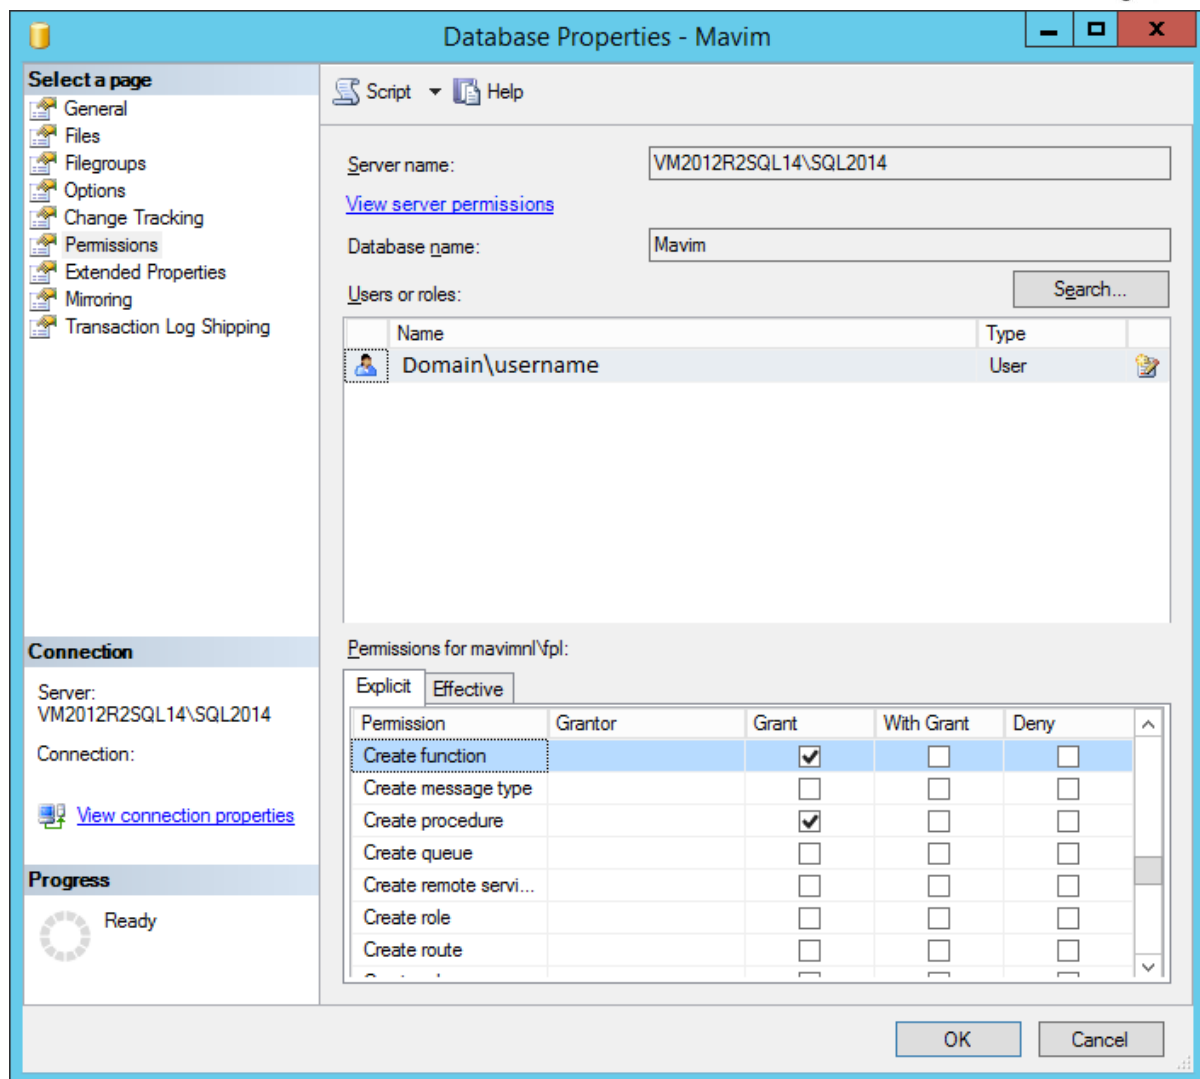 Database Properties - Mavim
Select a page
General
Files
Filegroups
Options
Change Tracking
Permissions
Extended Properties
Mirroring
Transaction Log Shipping
Script Help
Server name: VM2012R2SQL14\SQL2014
View server permissions
Database name: Mavim
Users or roles: Search...
Name Type
Domain\username User
Connection
Server:
VM2012R2SQL14\SQL2014
Connection:
View connection properties
Progress
Ready
Permissions for mavimnl\fpl:
Explicit Effective
Permission Grantor Grant With Grant Deny
Create function
Create message type
Create procedure
Create queue
Create remote servi...
Create role
Create route
OK Cancel